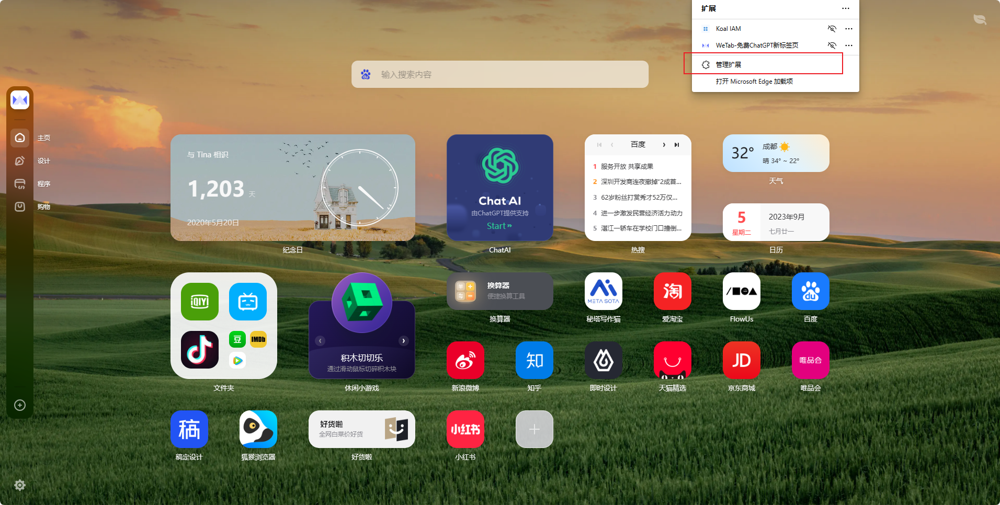 扩展
Koal IAM
WeTab-免费ChatGPT新标签页
管理扩展
打开 Microsoft Edge 加载项
输入搜索内容
主页
设计
程序
购物
与 Tina 相识
1,203 天
2020年5月20日
纪念日
Chat AI
由ChatGPT提供支持
Start
ChatAI
百度
1 服务开放 共享成果
2 深圳开发商连夜撤掉"2成首...
3 62岁粉丝打赏秀才52万仅...
4 进一步激发民营经济活力动力
5 湛江一轿车在学校门口撞倒...
热搜
32° 成都
晴 34° ~ 22°
天气
5 2023年9月
星期二 七月廿一
日历
iQIYI
豆
IMDb
文件夹
积木切切乐
通过滑动鼠标切碎积木块
休闲小游戏
换算器
便捷换算工具
换算器
META SOTA
秘塔写作猫
淘
爱淘宝
FlowUs
du
百度
新浪微博
知
知乎
即时设计
天猫精选
JD
京东商城
唯品会
唯品会
稿
稿定设计
狐猴浏览器
好货啦
全网白菜价好货
好货啦
小红书
小红书